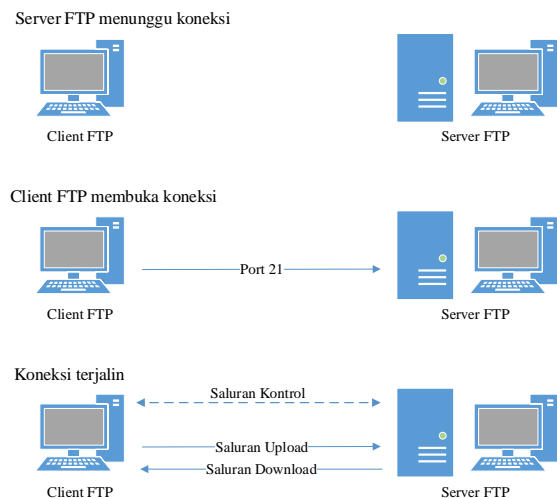 Server FTP menunggu koneksi
Client FTP
Server FTP
Client FTP membuka koneksi
Port 21
Client FTP
Server FTP
Koneksi terjalin
Saluran Kontrol
Saluran Upload
Saluran Download
Client FTP
Server FTP